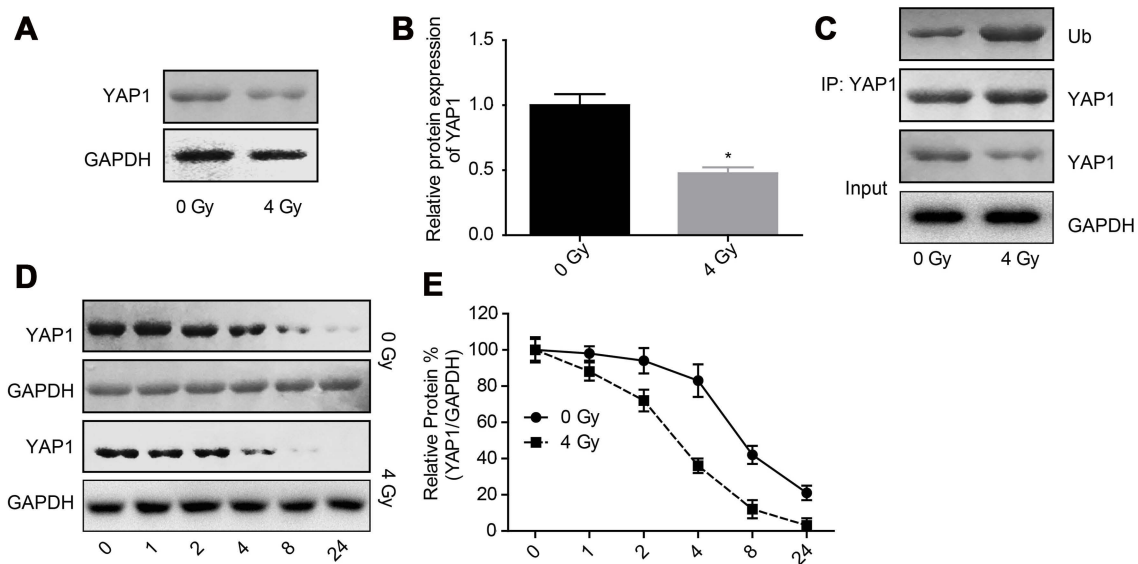 A
YAP1
GAPDH
0 Gy 4 Gy
B
Relative protein expression
of YAP1
1.5
1.0
0.5
0.0
*
0 Gy
4 Gy
C
IP: YAP1
Ub
YAP1
Input
YAP1
GAPDH
0 Gy 4 Gy
D
YAP1
GAPDH
0 Gy
YAP1
GAPDH
4 Gy
0 1 2 4 8 24
E
Relative Protein %
(YAP1/GAPDH)
120
100
80
60
40
20
0
0 Gy
4 Gy
0 1 2 4 8 24